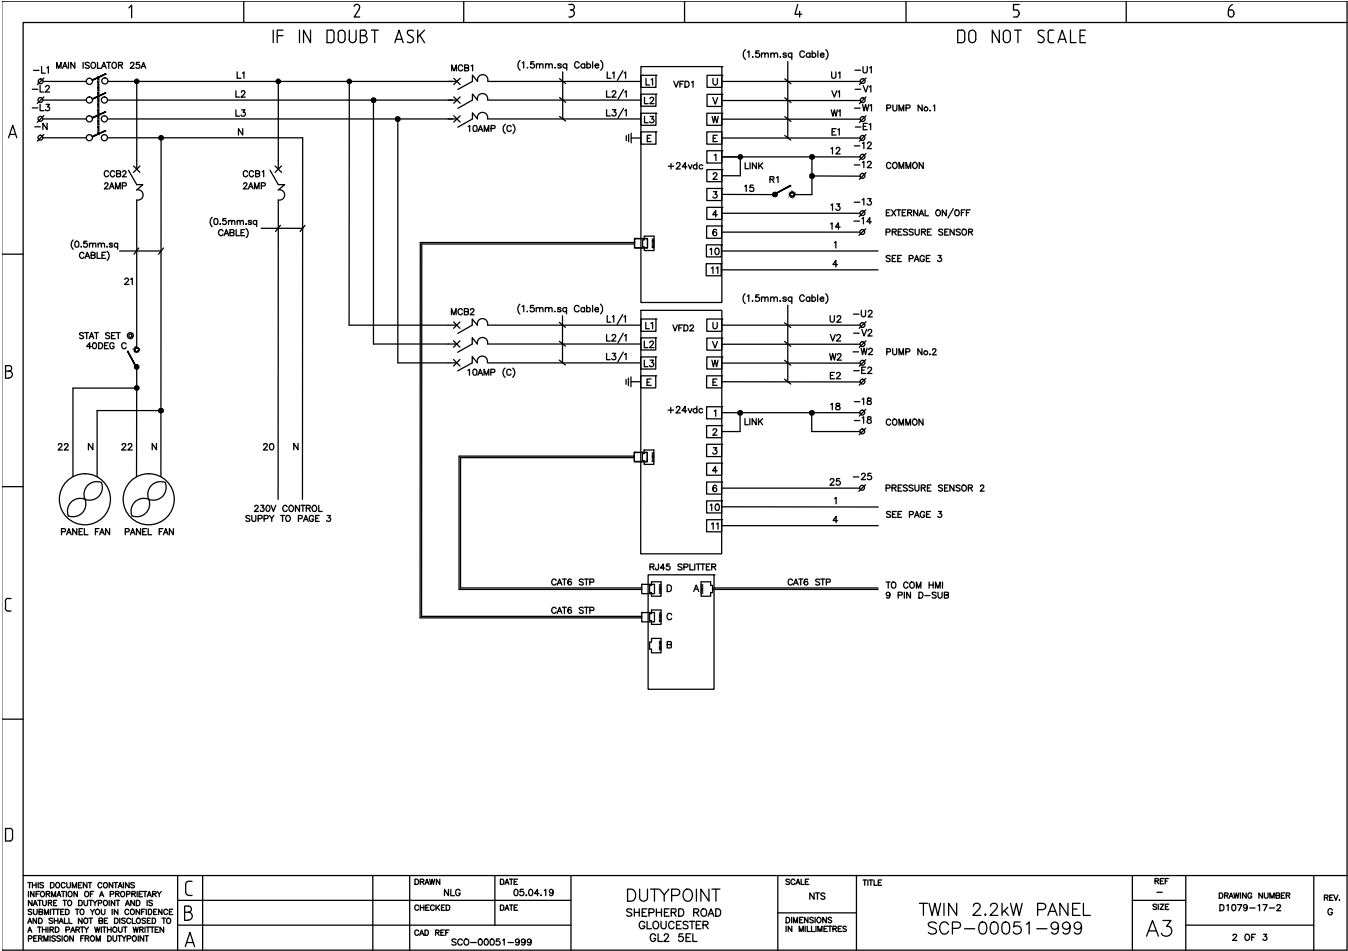 1 2 3 4 5 6
IF IN DOUBT ASK
DO NOT SCALE
A
B
C
D
MAIN ISOLATOR 25A
-L1
-L2
-L3
-N
L1
L2
L3
N
CCB2
2AMP
CCB1
2AMP
(0.5mm.sq
CABLE)
(0.5mm.sq
CABLE)
21
STAT SET
40DEG C
22 N 22 N
PANEL FAN PANEL FAN
20 N
230V CONTROL
SUPPY TO PAGE 3
MCB1
10AMP (C)
(1.5mm.sq Cable)
L1/1
L2/1
L3/1
L1
L2
L3
E
VFD1
+24vdc
U
V
W
E
1
2
3
4
6
10
11
(1.5mm.sq Cable)
U1 -U1
V1 -V1
W1 -W1
E1 -E1
PUMP No.1
LINK
12 -12
-12
COMMON
R1
15
13 -13 EXTERNAL ON/OFF
14 -14 PRESSURE SENSOR
1
4
SEE PAGE 3
MCB2
10AMP (C)
(1.5mm.sq Cable)
L1/1
L2/1
L3/1
L1
L2
L3
E
VFD2
+24vdc
U
V
W
E
1
2
3
4
6
10
11
(1.5mm.sq Cable)
U2 -U2
V2 -V2
W2 -W2
E2 -E2
PUMP No.2
LINK
18 -18
-18
COMMON
25 -25 PRESSURE SENSOR 2
1
4
SEE PAGE 3
RJ45 SPLITTER
CAT6 STP D A CAT6 STP
TO COM HMI
9 PIN D-SUB
CAT6 STP C
B
THIS DOCUMENT CONTAINS
INFORMATION OF A PROPRIETARY
NATURE TO DUTYPOINT AND IS
SUBMITTED TO YOU IN CONFIDENCE
AND SHALL NOT BE DISCLOSED TO
A THIRD PARTY WITHOUT WRITTEN
PERMISSION FROM DUTYPOINT
C
B
A
DRAWN
NLG
DATE
05.04.19
CHECKED
DATE
CAD REF
SCO-00051-999
DUTYPOINT
SHEPHERD ROAD
GLOUCESTER
GL2 5EL
SCALE
NTS
DIMENSIONS
IN MILLIMETRES
TITLE
TWIN 2.2kW PANEL
SCP-00051-999
REF
-
SIZE
A3
DRAWING NUMBER
D1079-17-2
2 OF 3
REV.
G